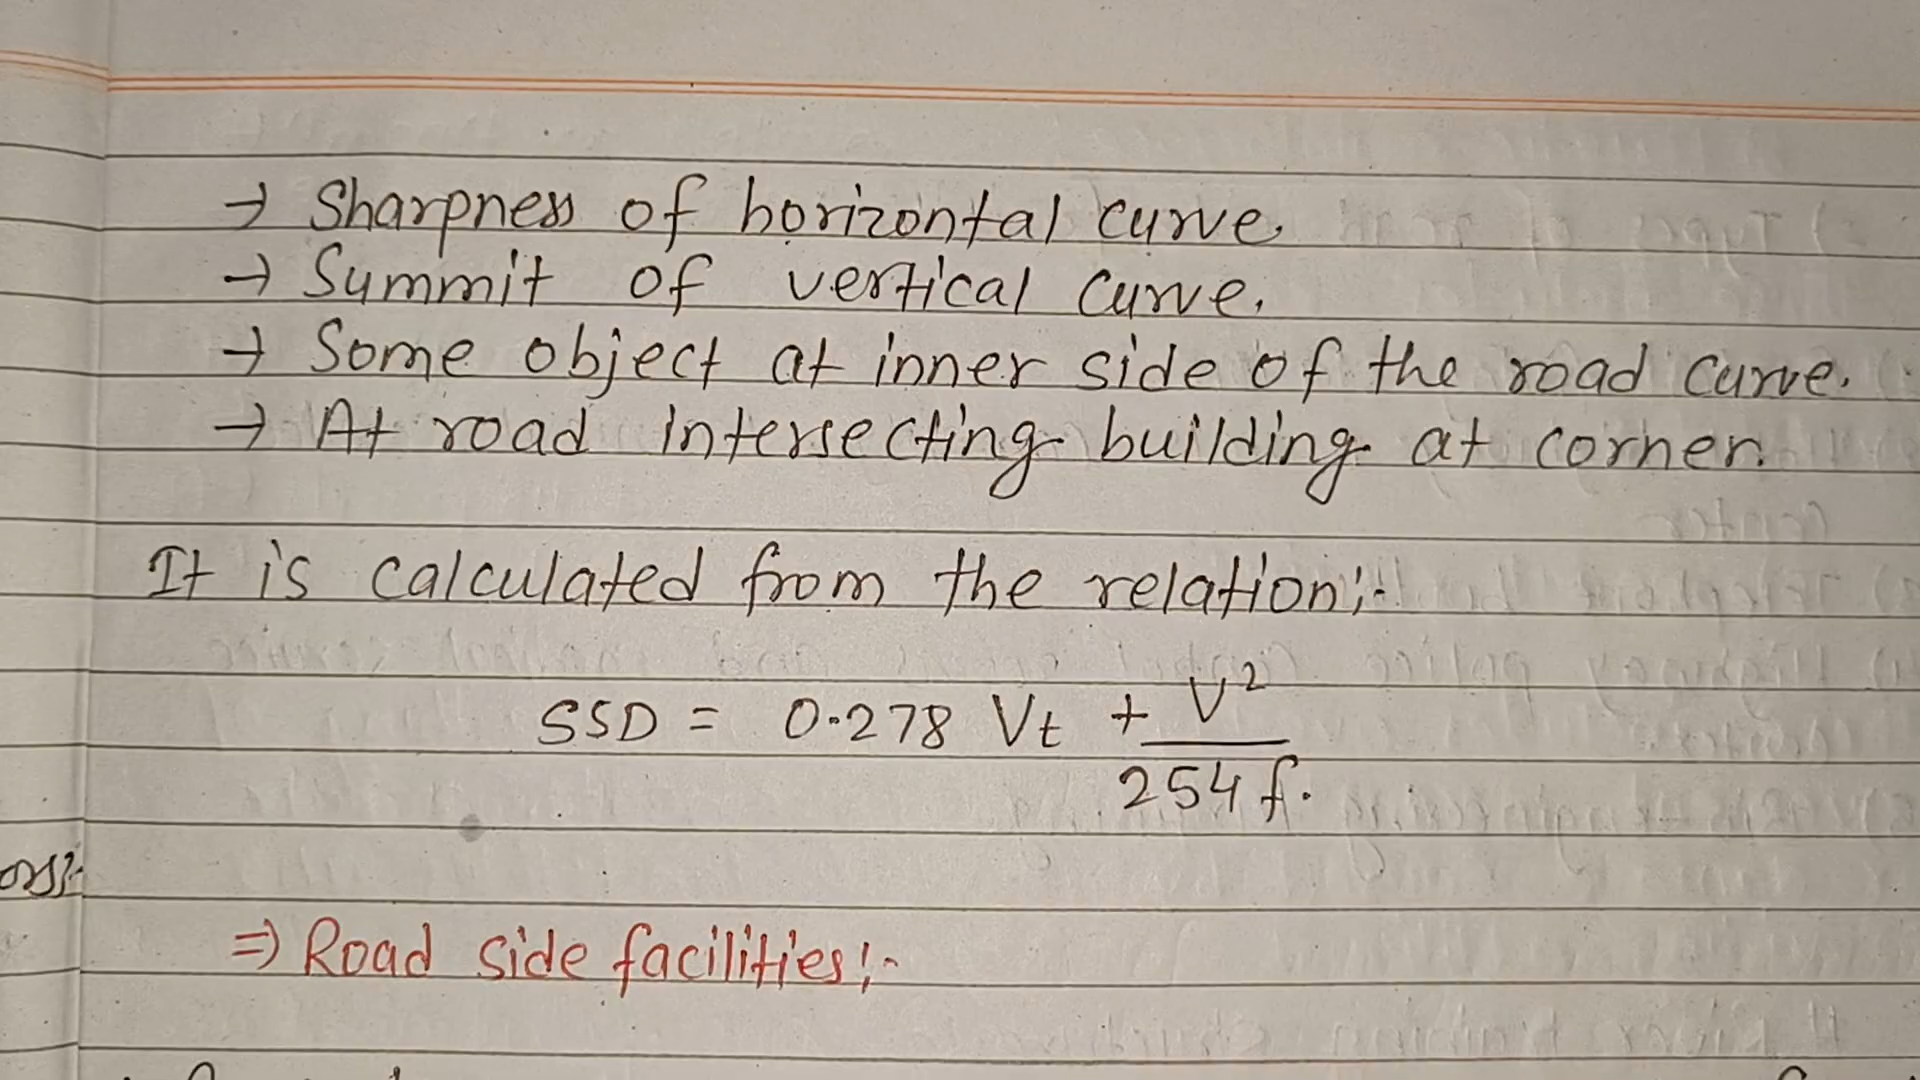 → Sharpness of horizontal curve.
→ Summit of vertical curve.
→ Some object at inner side of the road curve.
→ At road intersecting building at corner.
It is calculated from the relation:-
SSD = 0.278 Vt + V²
254 f.
⇒ Road side facilities:-